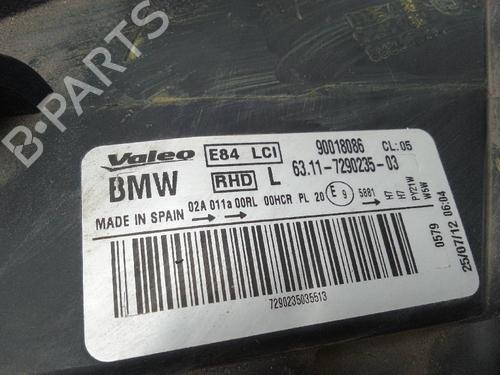 B-PARTS
Valeo E84 LCI 90018086 CL:05
BMW RHD L 63.11-7290235-03
MADE IN SPAIN 02A 011a 00RL 00HCR PL 20 E 9 5881 H7 H7 PY21W W5W
0579 06:04
25/07/12
7290235035513